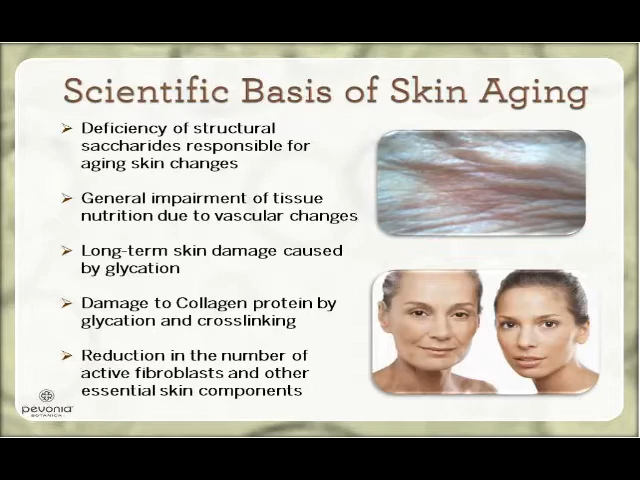 Scientific Basis of Skin Aging
Deficiency of structural
saccharides responsible for
aging skin changes
General impairment of tissue
nutrition due to vascular changes
Long-term skin damage caused
by glycation
Damage to Collagen protein by
glycation and crosslinking
Reduction in the number of
active fibroblasts and other
essential skin components
pevonia
BOTANICA